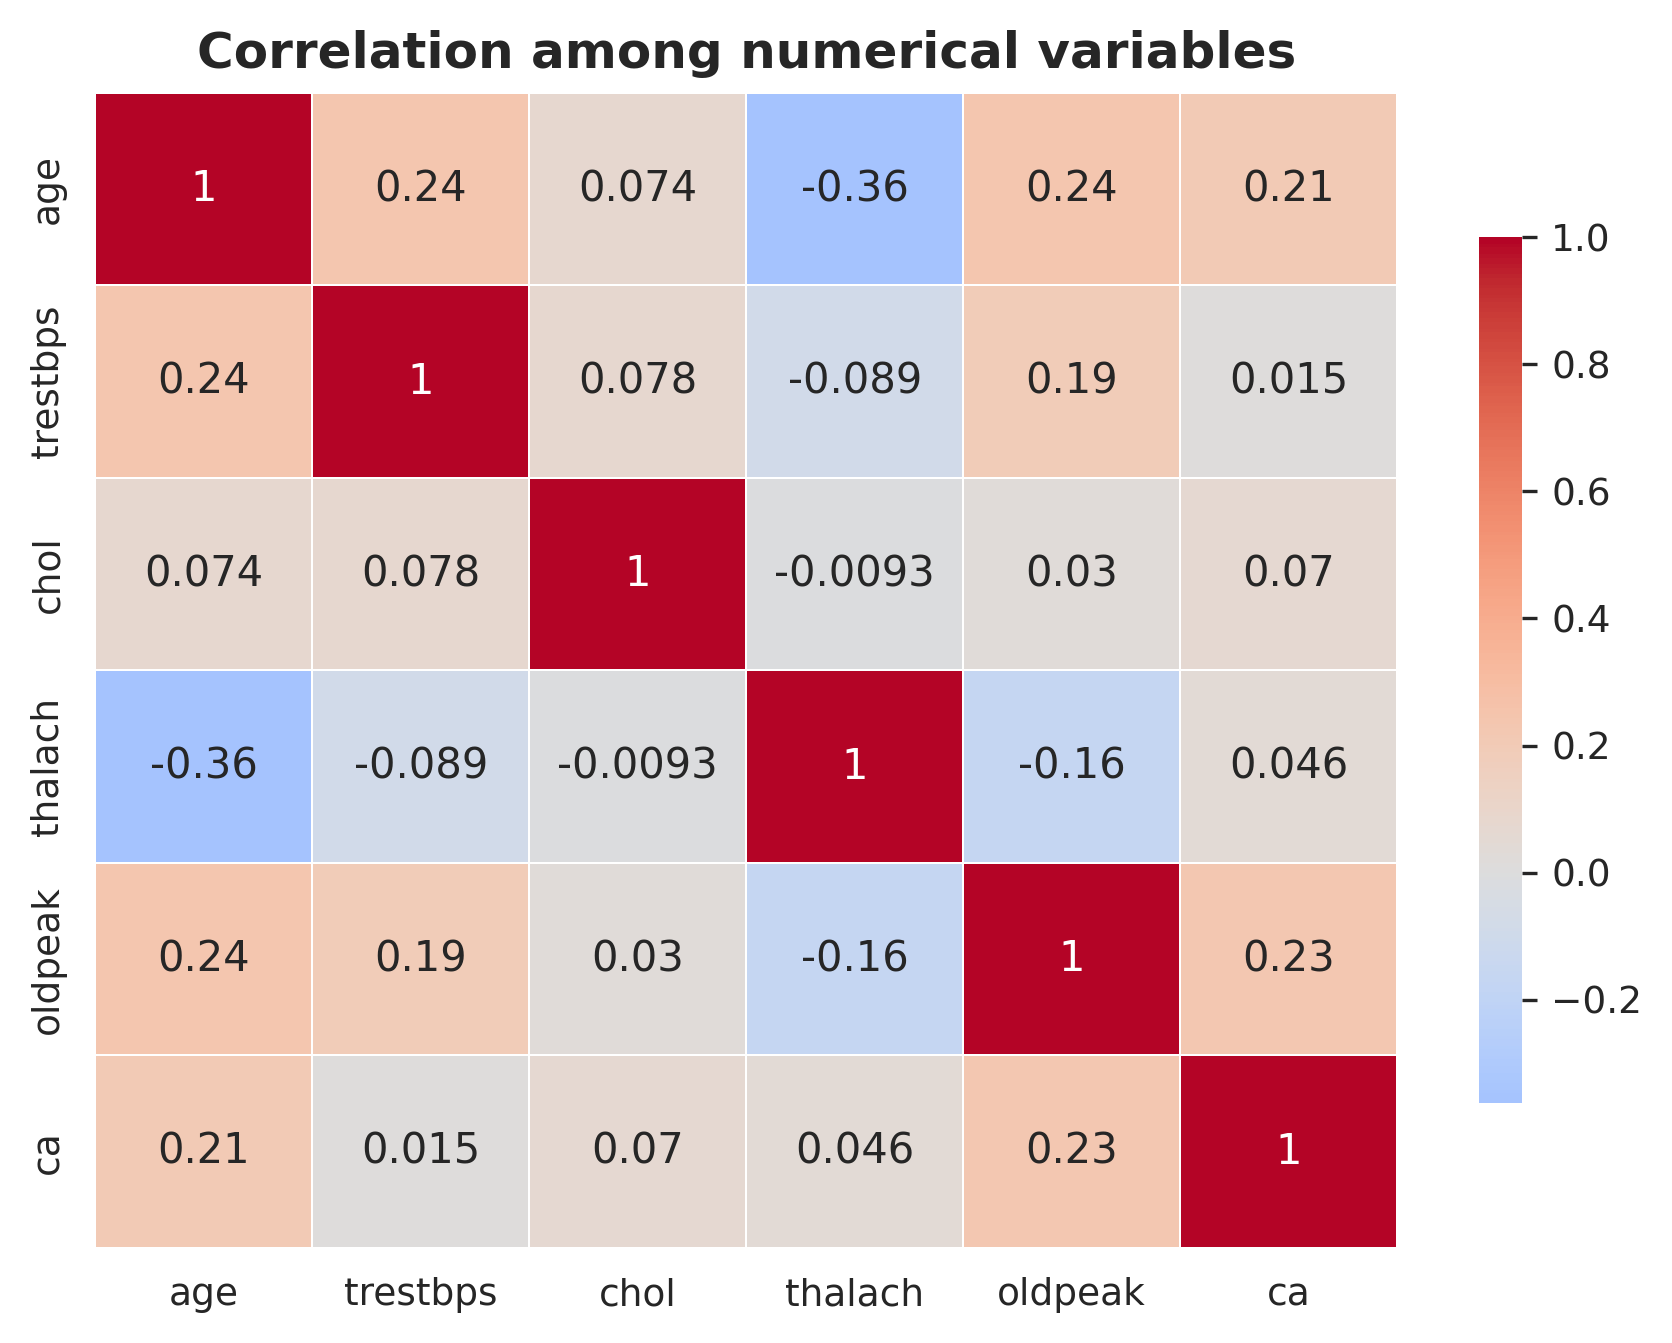 Correlation among numerical variables
age 1 0.24 0.074 -0.36 0.24 0.21
trestbps 0.24 1 0.078 -0.089 0.19 0.015
chol 0.074 0.078 1 -0.0093 0.03 0.07
thalach -0.36 -0.089 -0.0093 1 -0.16 0.046
oldpeak 0.24 0.19 0.03 -0.16 1 0.23
ca 0.21 0.015 0.07 0.046 0.23 1
age trestbps chol thalach oldpeak ca
1.0
0.8
0.6
0.4
0.2
0.0
−0.2